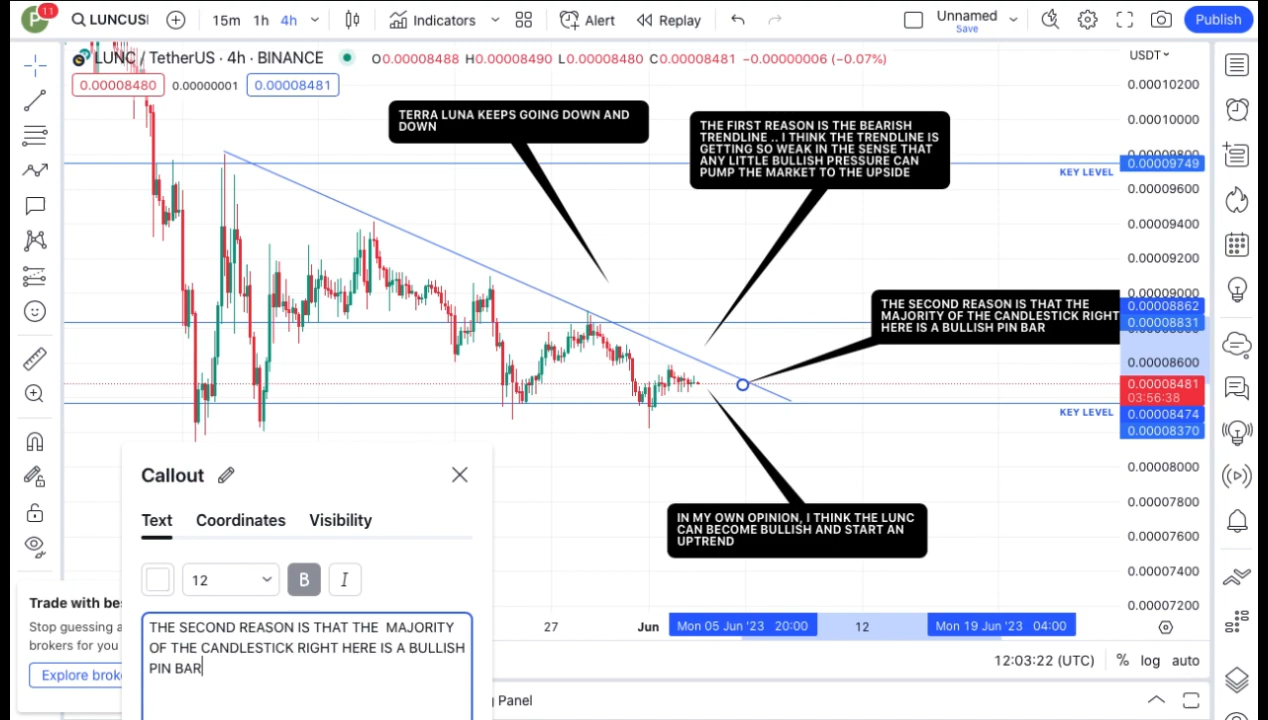 P
11
LUNCUS
15m 1h 4h
Indicators
Alert
Replay
Unnamed
Save
Publish
LUNC / TetherUS · 4h · BINANCE
O0.00008488 H0.00008490 L0.00008480 C0.00008481 −0.00000006 (−0.07%)
0.00008480
0.00000001
0.00008481
USDT
0.00010200
0.00010000
0.00009749
0.00009600
0.00009400
0.00009200
0.00009000
0.00008862
0.00008831
0.00008600
0.00008481
03:56:38
0.00008474
0.00008370
0.00008000
0.00007800
0.00007600
0.00007400
0.00007200
TERRA LUNA KEEPS GOING DOWN AND
DOWN
THE FIRST REASON IS THE BEARISH
TRENDLINE .. I THINK THE TRENDLINE IS
GETTING SO WEAK IN THE SENSE THAT
ANY LITTLE BULLISH PRESSURE CAN
PUMP THE MARKET TO THE UPSIDE
KEY LEVEL
THE SECOND REASON IS THAT THE
MAJORITY OF THE CANDLESTICK RIGHT
HERE IS A BULLISH PIN BAR
KEY LEVEL
IN MY OWN OPINION, I THINK THE LUNC
CAN BECOME BULLISH AND START AN
UPTREND
Callout
Text Coordinates Visibility
12
B
I
THE SECOND REASON IS THAT THE  MAJORITY
OF THE CANDLESTICK RIGHT HERE IS A BULLISH
PIN BAR
Trade with bes
Stop guessing a
brokers for you
Explore broke
27
Jun
Mon 05 Jun '23 20:00
12
Mon 19 Jun '23 04:00
12:03:22 (UTC)
% log auto
Panel